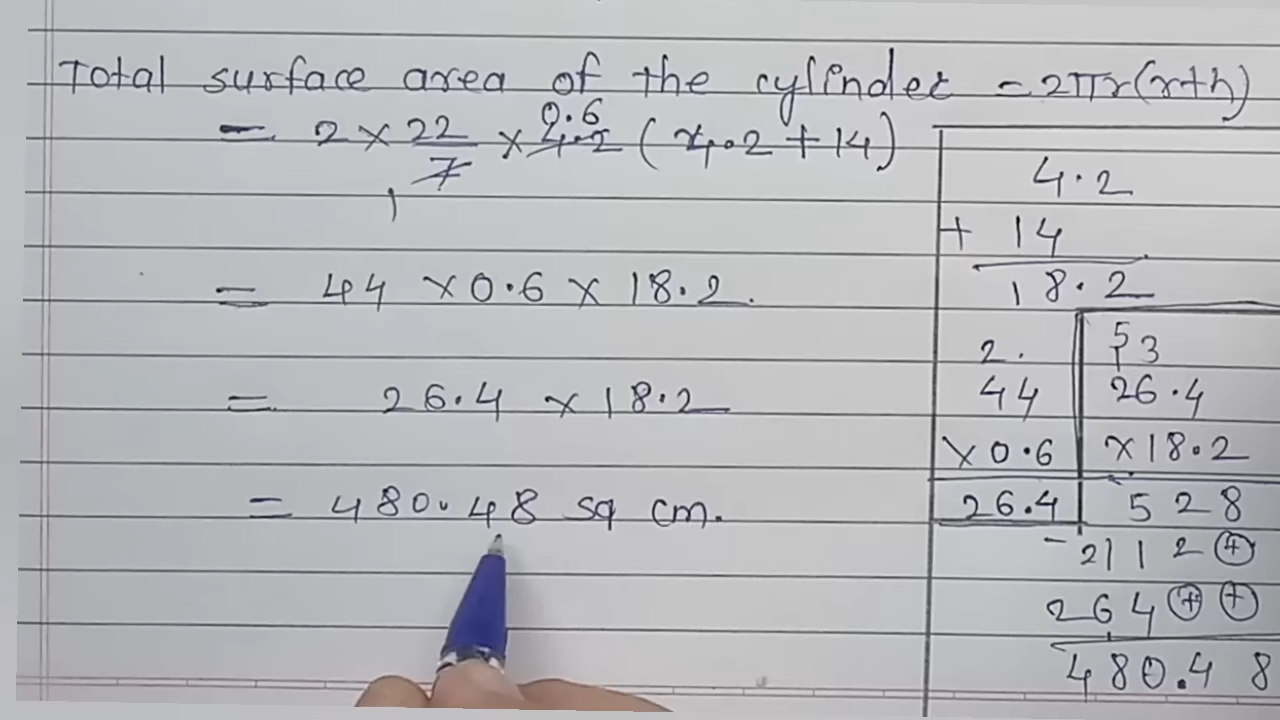 Total surface area of the cylinder = 2πr(r+h)
0.6
= 2 × 22/7 × 4.2 ( 4.2 + 14)
1
= 44 × 0.6 × 18.2
= 26.4 × 18.2
= 480.48 sq cm.
4.2
+ 14
18.2
2.
44
× 0.6
26.4
5
13
26.4
× 18.2
528
2112 +
264 + +
480.48